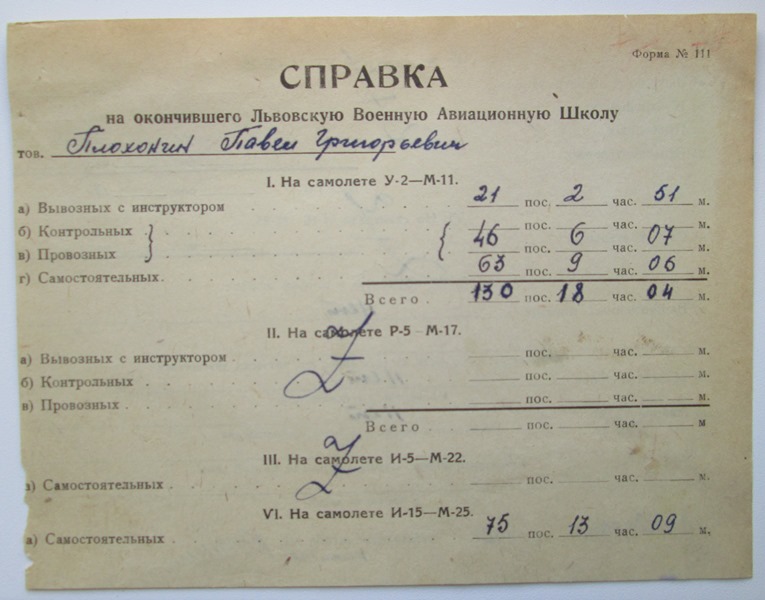 Форма № 111
СПРАВКА
на окончившего Львовскую Военную Авиационную Школу
тов. Плохонин Павел Григорьевич
I. На самолете У-2—М-11.
а) Вывозных с инструктором 21 пос. 2 час. 51 м.
б) Контрольных } { 46 пос. 6 час. 07 м.
в) Провозных пос. час. м.
г) Самостоятельных. 63 пос. 9 час. 06 м.
Всего 130 пос. 18 час. 04 м.
II. На самолете Р-5 М-17.
а) Вывозных с инструктором пос. час. м.
б) Контрольных пос. час. м.
в) Провозных пос. час. м.
Всего пос. час. м
III. На самолете И-5—М-22.
а) Самостоятельных пос. час. м.
VI. На самолете И-15—М-25.
а) Самостоятельных 75 пос. 13 час. 09 м.